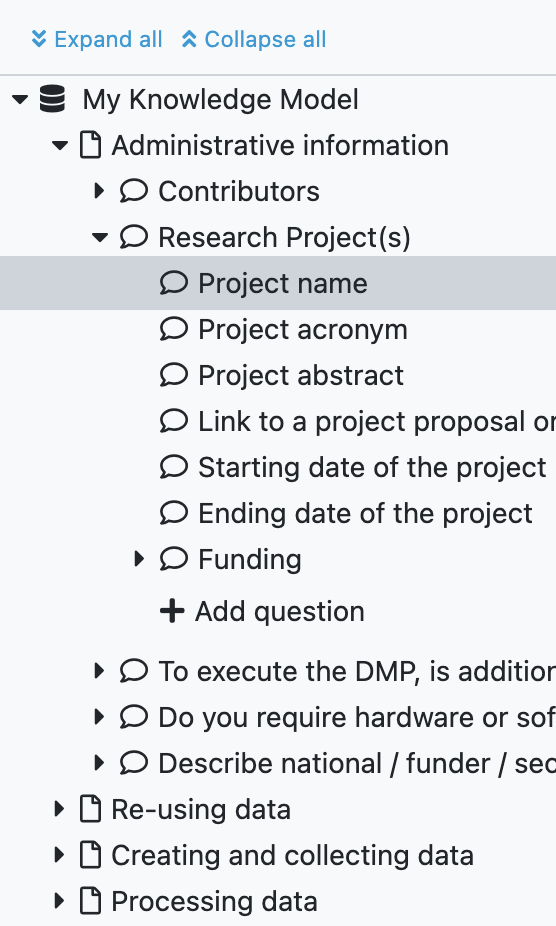 Expand all Collapse all
My Knowledge Model
Administrative information
Contributors
Research Project(s)
Project name
Project acronym
Project abstract
Link to a project proposal or
Starting date of the project
Ending date of the project
Funding
Add question
To execute the DMP, is addition
Do you require hardware or sof
Describe national / funder / sec
Re-using data
Creating and collecting data
Processing data